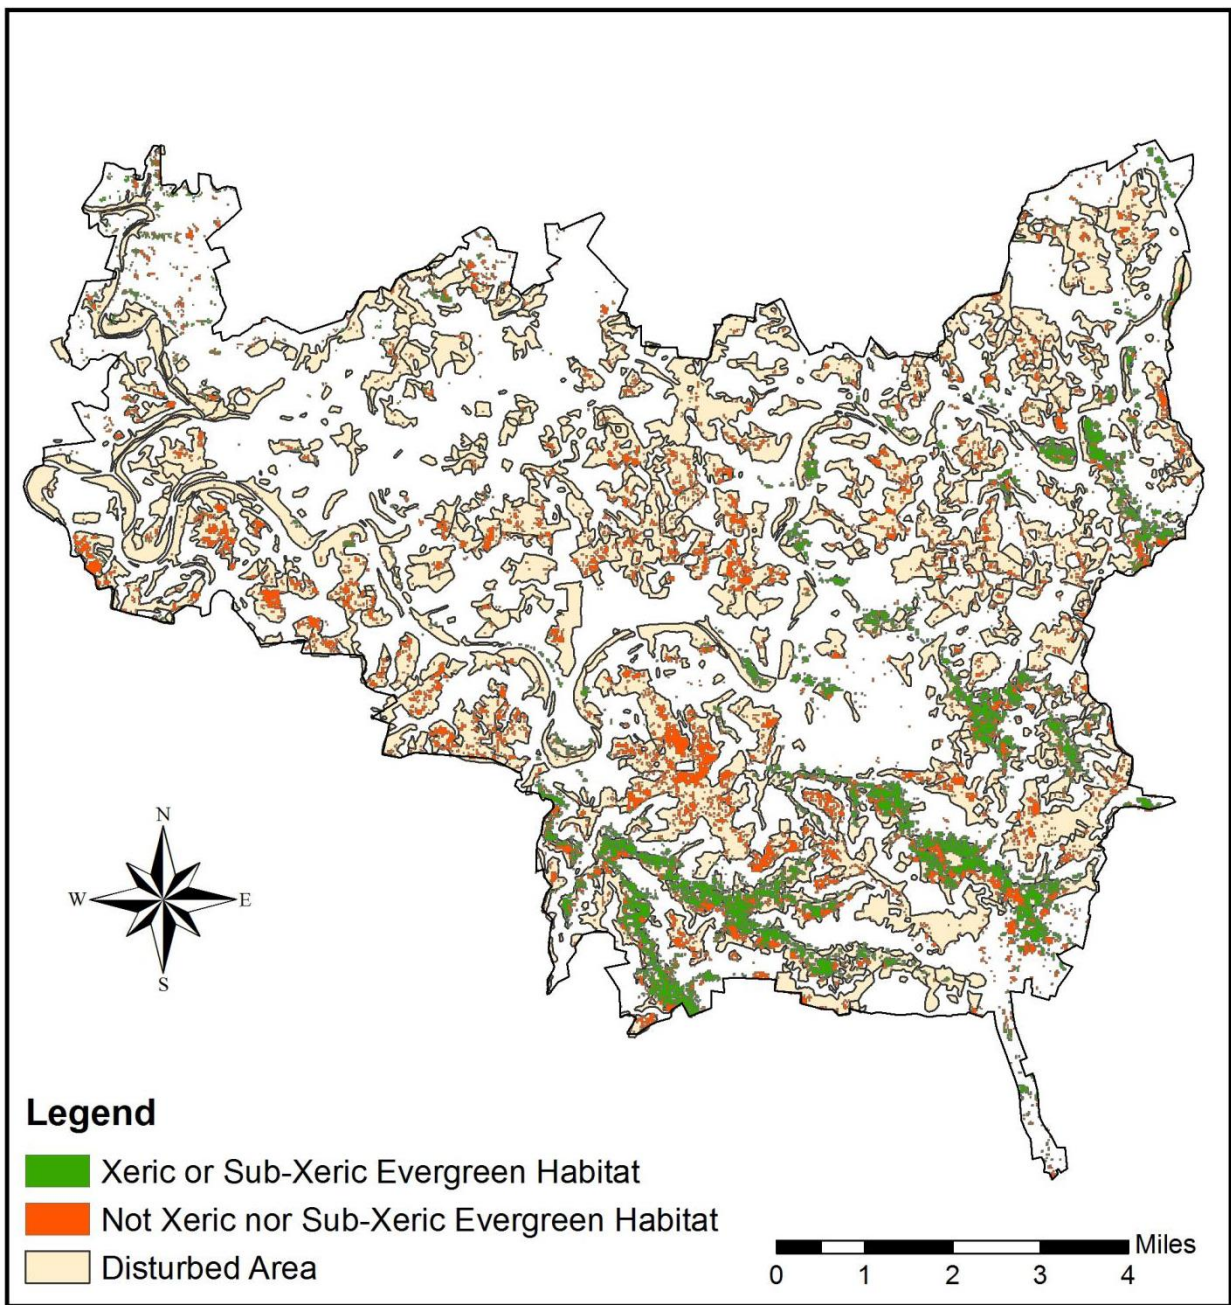 N
W E
S
Legend
Xeric or Sub-Xeric Evergreen Habitat
Not Xeric nor Sub-Xeric Evergreen Habitat
Disturbed Area
Miles
0 1 2 3 4